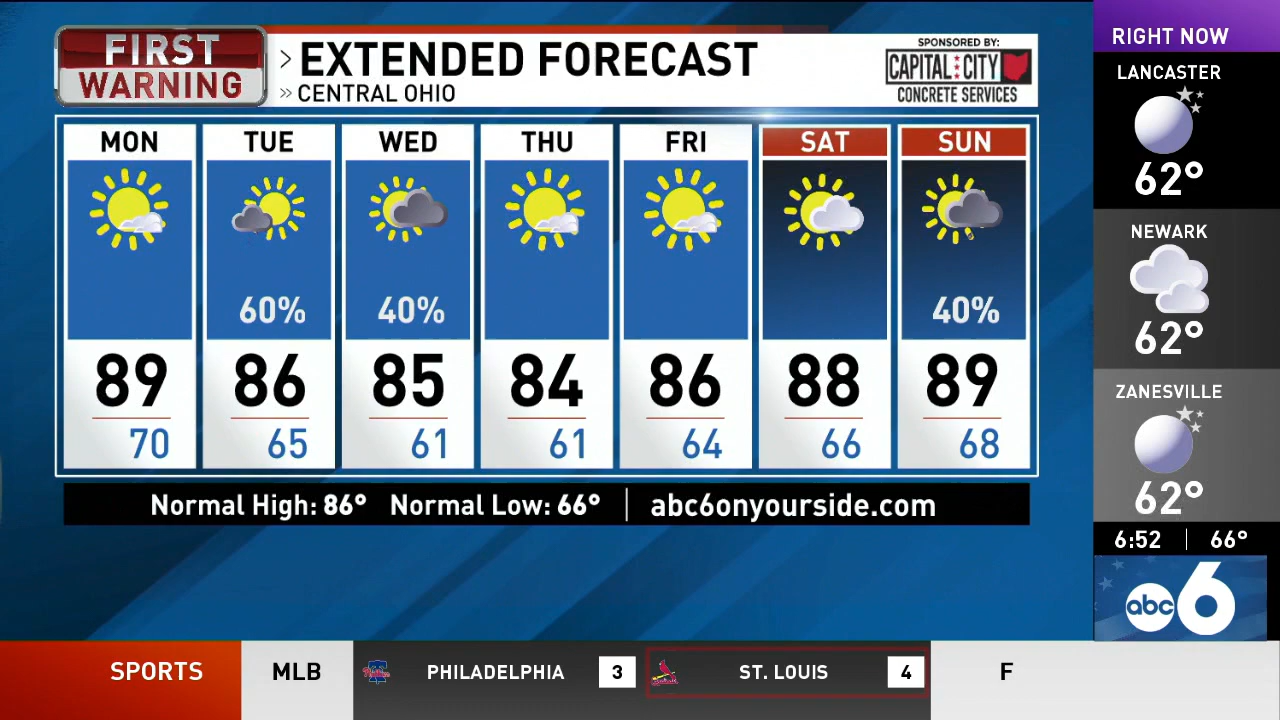 FIRST
WARNING
> EXTENDED FORECAST
» CENTRAL OHIO
SPONSORED BY:
CAPITAL CITY
CONCRETE SERVICES
MON TUE WED THU FRI SAT SUN
60% 40% 40%
89 86 85 84 86 88 89
70 65 61 61 64 66 68
Normal High: 86° Normal Low: 66° | abc6onyourside.com
RIGHT NOW
LANCASTER
62°
NEWARK
62°
ZANESVILLE
62°
6:52 | 66°
abc 6
SPORTS MLB Phillies PHILADELPHIA 3 ST. LOUIS 4 F